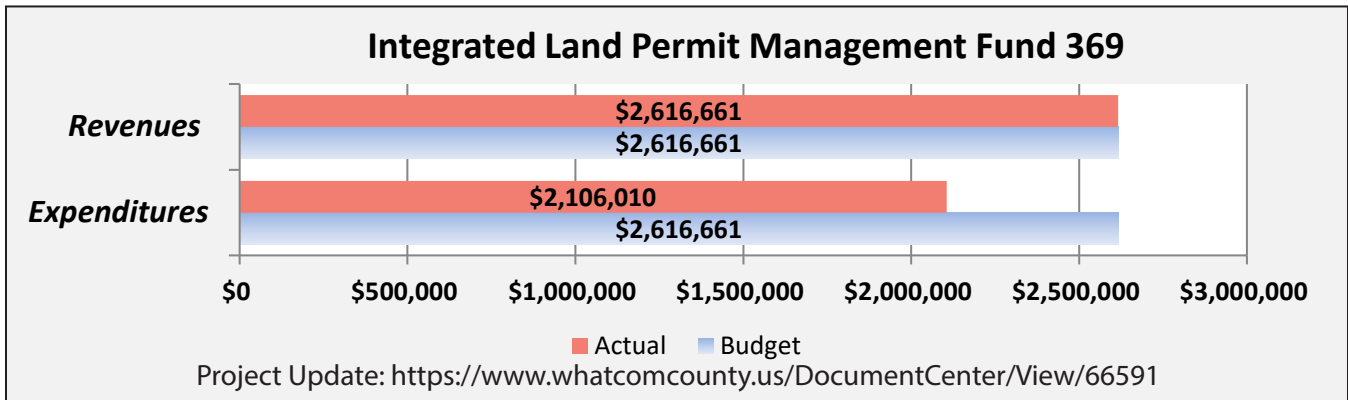 Integrated Land Permit Management Fund 369
Revenues
$2,616,661
$2,616,661
Expenditures
$2,106,010
$2,616,661
$0 $500,000 $1,000,000 $1,500,000 $2,000,000 $2,500,000 $3,000,000
Actual Budget
Project Update: https://www.whatcomcounty.us/DocumentCenter/View/66591